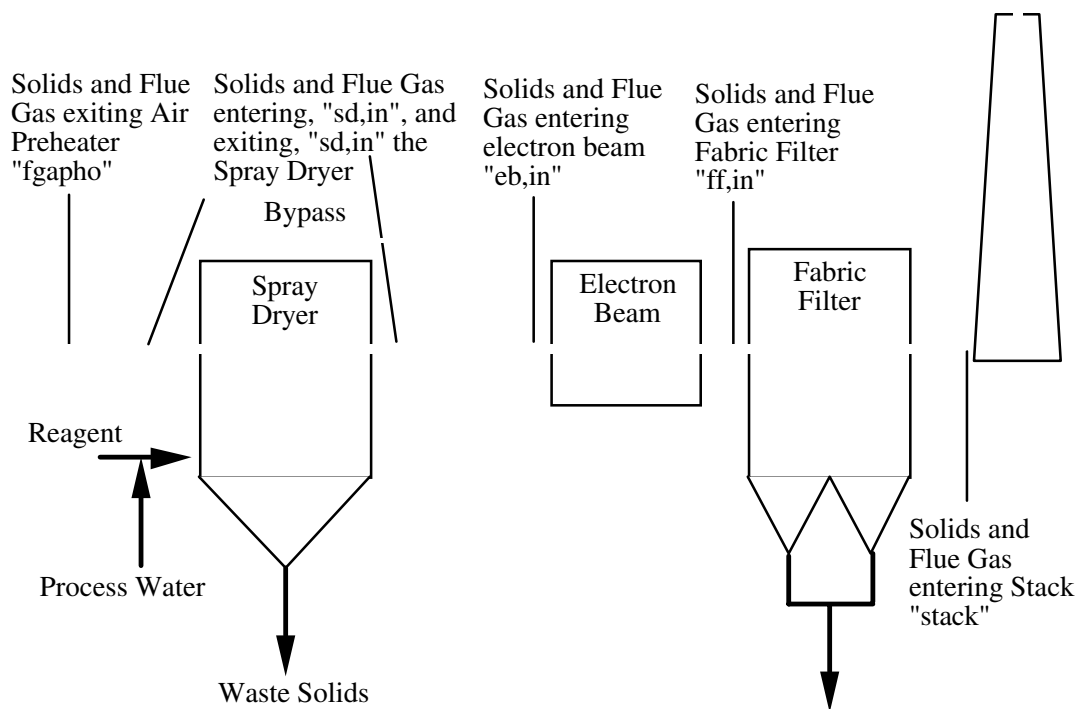 Solids and Flue
Gas exiting Air
Preheater
"fgapho"
Solids and Flue Gas
entering, "sd,in", and
exiting, "sd,in" the
Spray Dryer
Bypass
Solids and Flue
Gas entering
electron beam
"eb,in"
Solids and Flue
Gas entering
Fabric Filter
"ff,in"
Spray
Dryer
Electron
Beam
Fabric
Filter
Reagent
Process Water
Waste Solids
Solids and
Flue Gas
entering Stack
"stack"